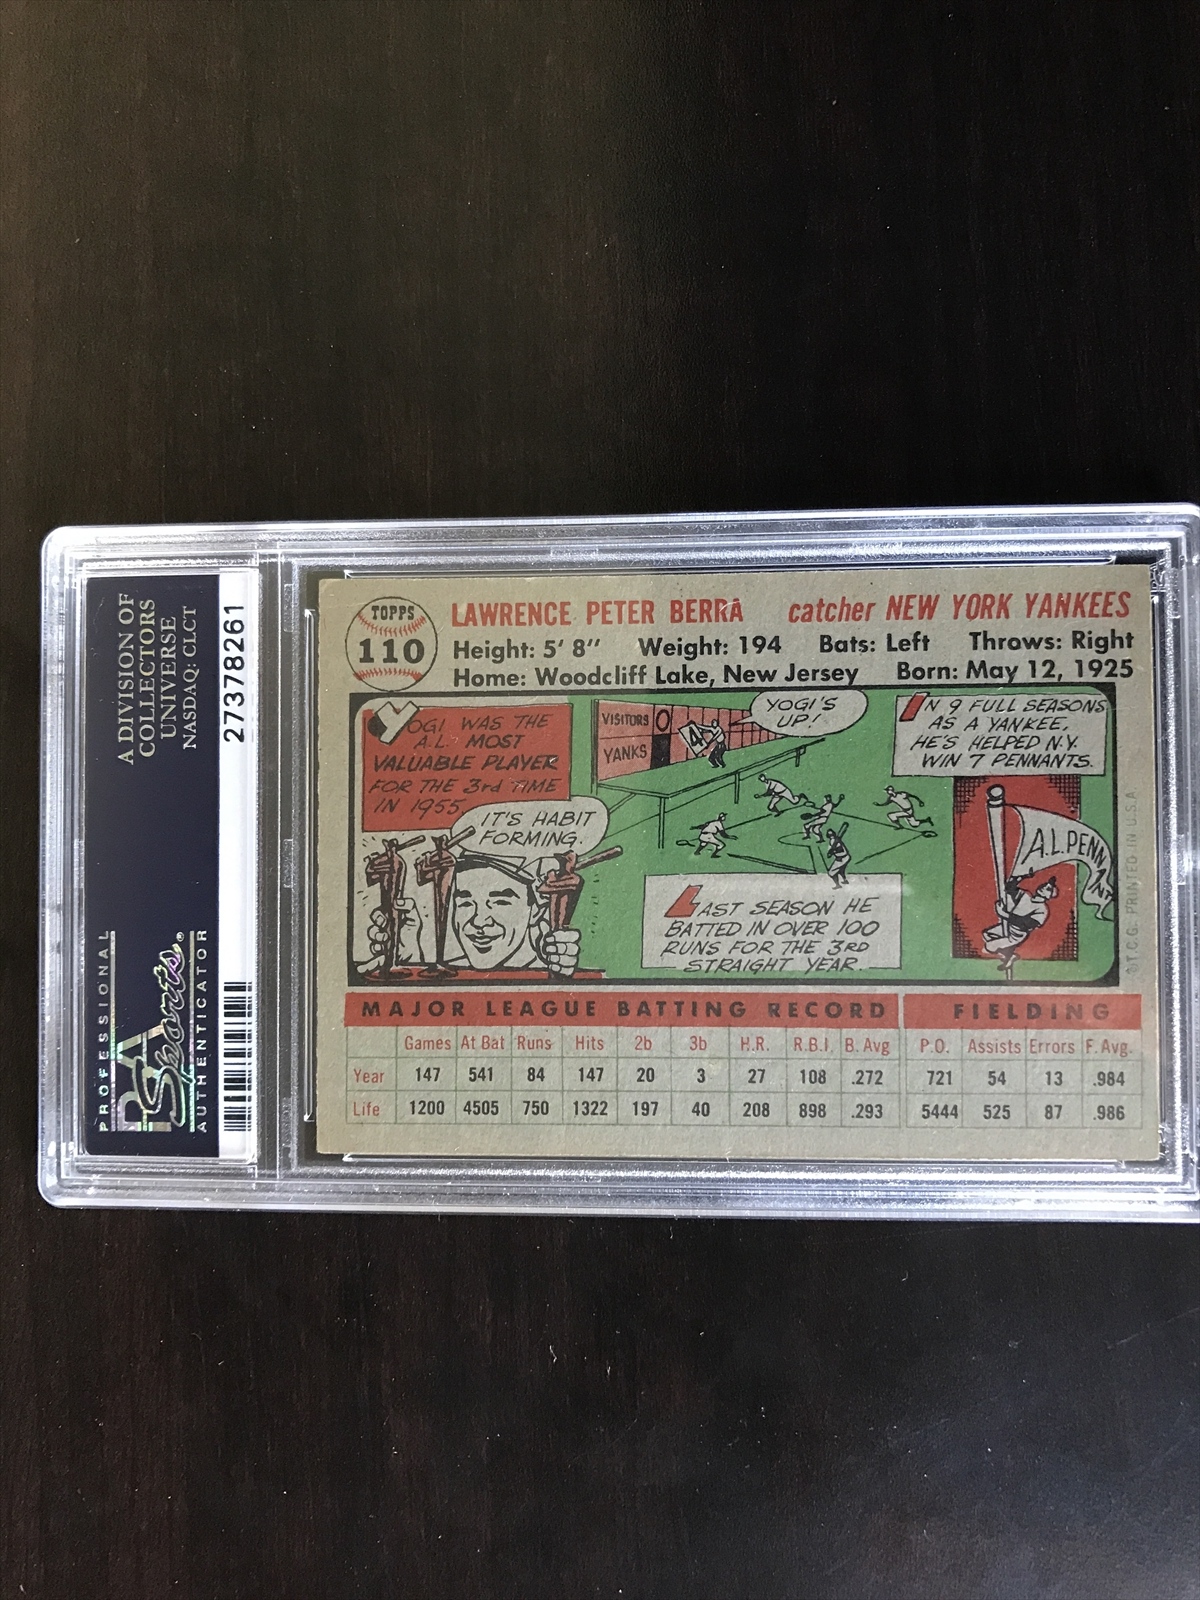 A DIVISION OF
COLLECTORS
UNIVERSE
NASDAQ: CLCT
27378261
PROFESSIONAL
PSA
Sports®
AUTHENTICATOR
TOPPS
110
LAWRENCE PETER BERRA catcher NEW YORK YANKEES
Height: 5' 8" Weight: 194 Bats: Left Throws: Right
Home: Woodcliff Lake, New Jersey Born: May 12, 1925
YOGI WAS THE
A.L. MOST
VALUABLE PLAYER
FOR THE 3rd TIME
IN 1955
IT'S HABIT
FORMING.
VISITORS 0
YANKS
4
YOGI'S
UP!
LAST SEASON HE
BATTED IN OVER 100
RUNS FOR THE 3RD
STRAIGHT YEAR.
IN 9 FULL SEASONS
AS A YANKEE,
HE'S HELPED N.Y.
WIN 7 PENNANTS.
A.L. PENNANT
©T.C.G. PRINTED IN U.S.A.
MAJOR LEAGUE BATTING RECORD FIELDING
Games At Bat Runs Hits 2b 3b H.R. R.B.I. B. Avg P.O. Assists Errors F. Avg.
Year 147 541 84 147 20 3 27 108 .272 721 54 13 .984
Life 1200 4505 750 1322 197 40 208 898 .293 5444 525 87 .986